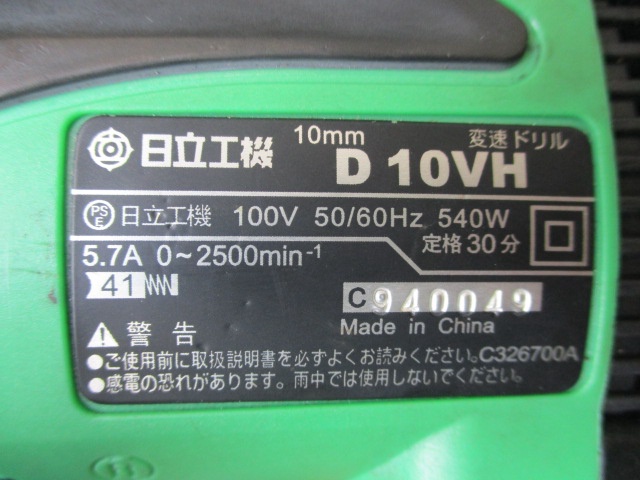 日立工機 10mm 変速ドリル
D 10VH
PSE 日立工機 100V 50/60Hz 540W
5.7A 0~2500min-1 定格30分
41
C940049
Made in China
警告
●ご使用前に取扱説明書を必ずよくお読みください。C326700A
●感電の恐れがあります。雨中では使用しないでください。